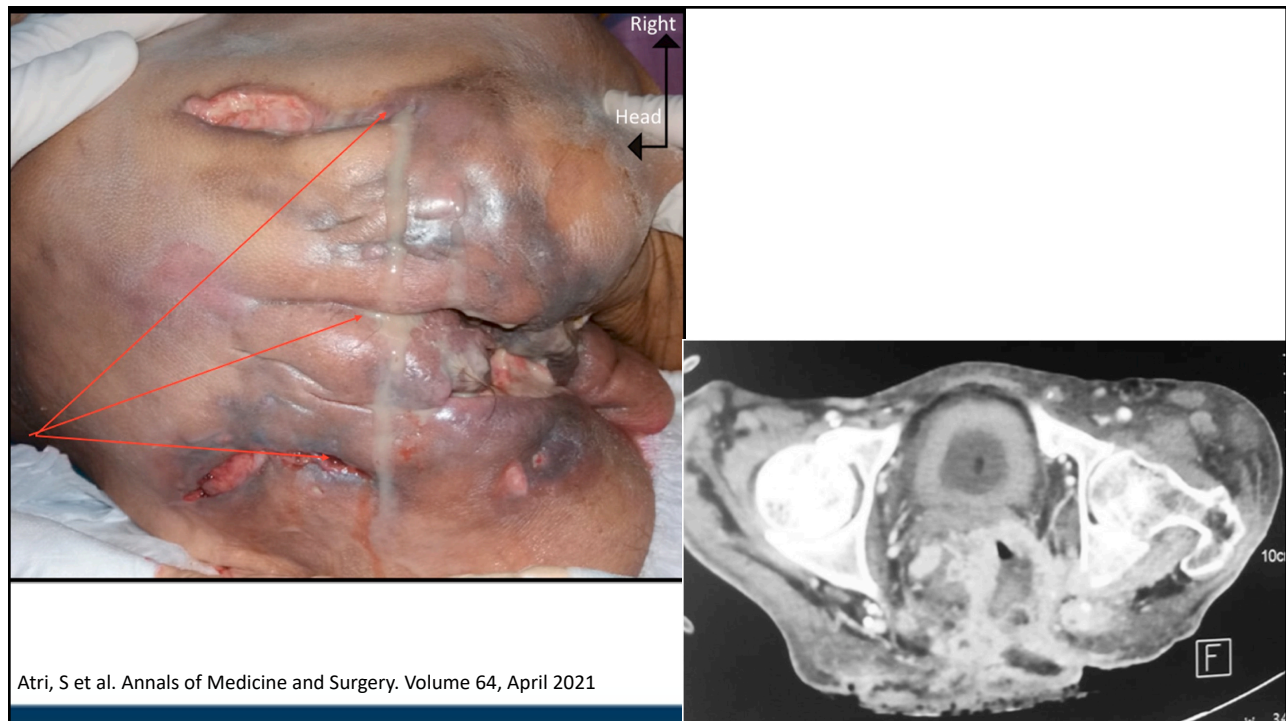 Right
Head
10c
F
Atri, S et al. Annals of Medicine and Surgery. Volume 64, April 2021